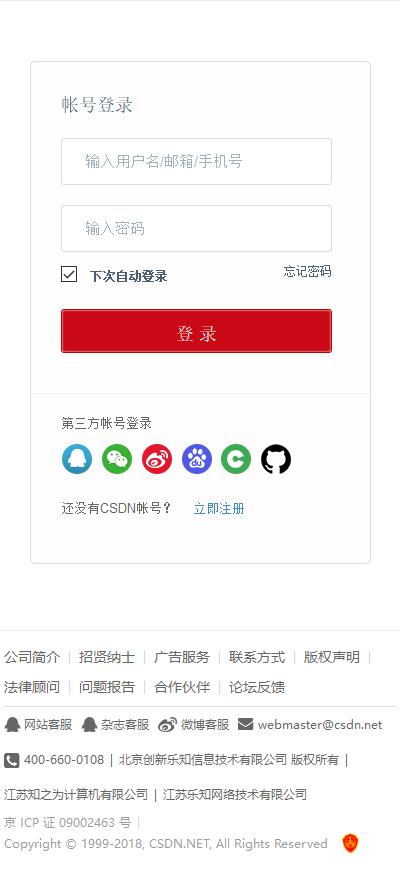 帐号登录
输入用户名/邮箱/手机号
输入密码
下次自动登录 忘记密码
登 录
第三方帐号登录
还没有CSDN帐号？ 立即注册
公司简介 | 招贤纳士 | 广告服务 | 联系方式 | 版权声明 |
法律顾问 | 问题报告 | 合作伙伴 | 论坛反馈
网站客服 杂志客服 微博客服 webmaster@csdn.net
400-660-0108 | 北京创新乐知信息技术有限公司 版权所有 |
江苏知之为计算机有限公司 | 江苏乐知网络技术有限公司
京 ICP 证 09002463 号 |
Copyright © 1999-2018, CSDN.NET, All Rights Reserved